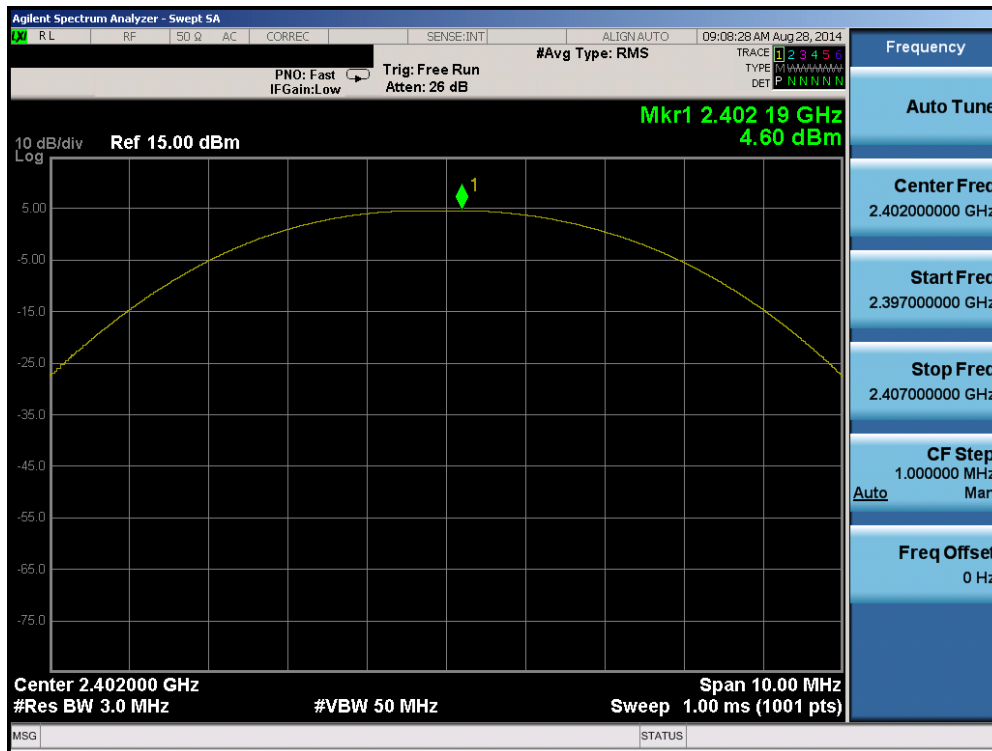 Agilent Spectrum Analyzer - Swept SA
LXI RL RF 50 Ω AC CORREC SENSE:INT ALIGNAUTO 09:08:28 AM Aug 28, 2014
Frequency
#Avg Type: RMS
TRACE 1 2 3 4 5 6
PNO: Fast Trig: Free Run
TYPE M WWWWW
IFGain:Low Atten: 26 dB
DET P N N N N N
Auto Tune
Mkr1 2.402 19 GHz
10 dB/div Ref 15.00 dBm 4.60 dBm
Log
1
Center Freq
2.402000000 GHz
5.00
-5.00
Start Freq
2.397000000 GHz
-15.0
-25.0
Stop Freq
2.407000000 GHz
-35.0
-45.0
CF Step
1.000000 MHz
Auto Man
-55.0
-65.0
Freq Offset
0 Hz
-75.0
Center 2.402000 GHz Span 10.00 MHz
#Res BW 3.0 MHz #VBW 50 MHz Sweep 1.00 ms (1001 pts)
MSG STATUS